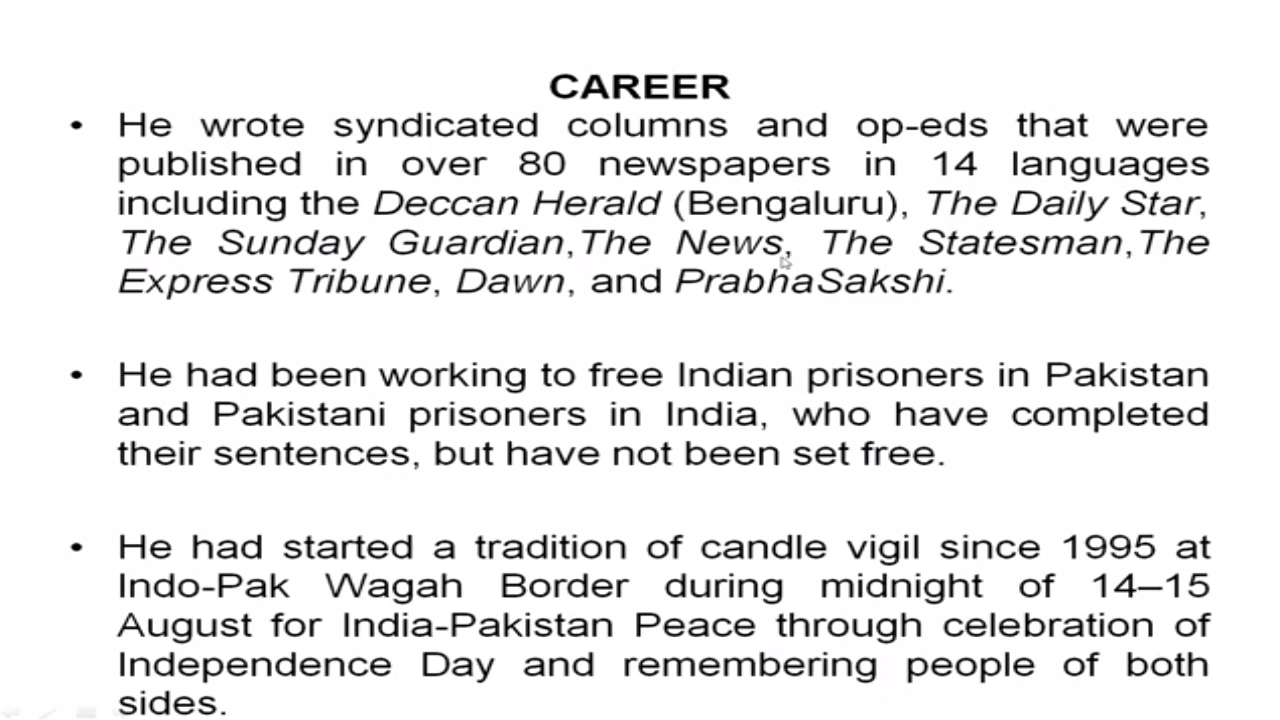 CAREER
• He wrote syndicated columns and op-eds that were
published in over 80 newspapers in 14 languages
including the Deccan Herald (Bengaluru), The Daily Star,
The Sunday Guardian,The News, The Statesman,The
Express Tribune, Dawn, and PrabhaSakshi.
• He had been working to free Indian prisoners in Pakistan
and Pakistani prisoners in India, who have completed
their sentences, but have not been set free.
• He had started a tradition of candle vigil since 1995 at
Indo-Pak Wagah Border during midnight of 14–15
August for India-Pakistan Peace through celebration of
Independence Day and remembering people of both
sides.